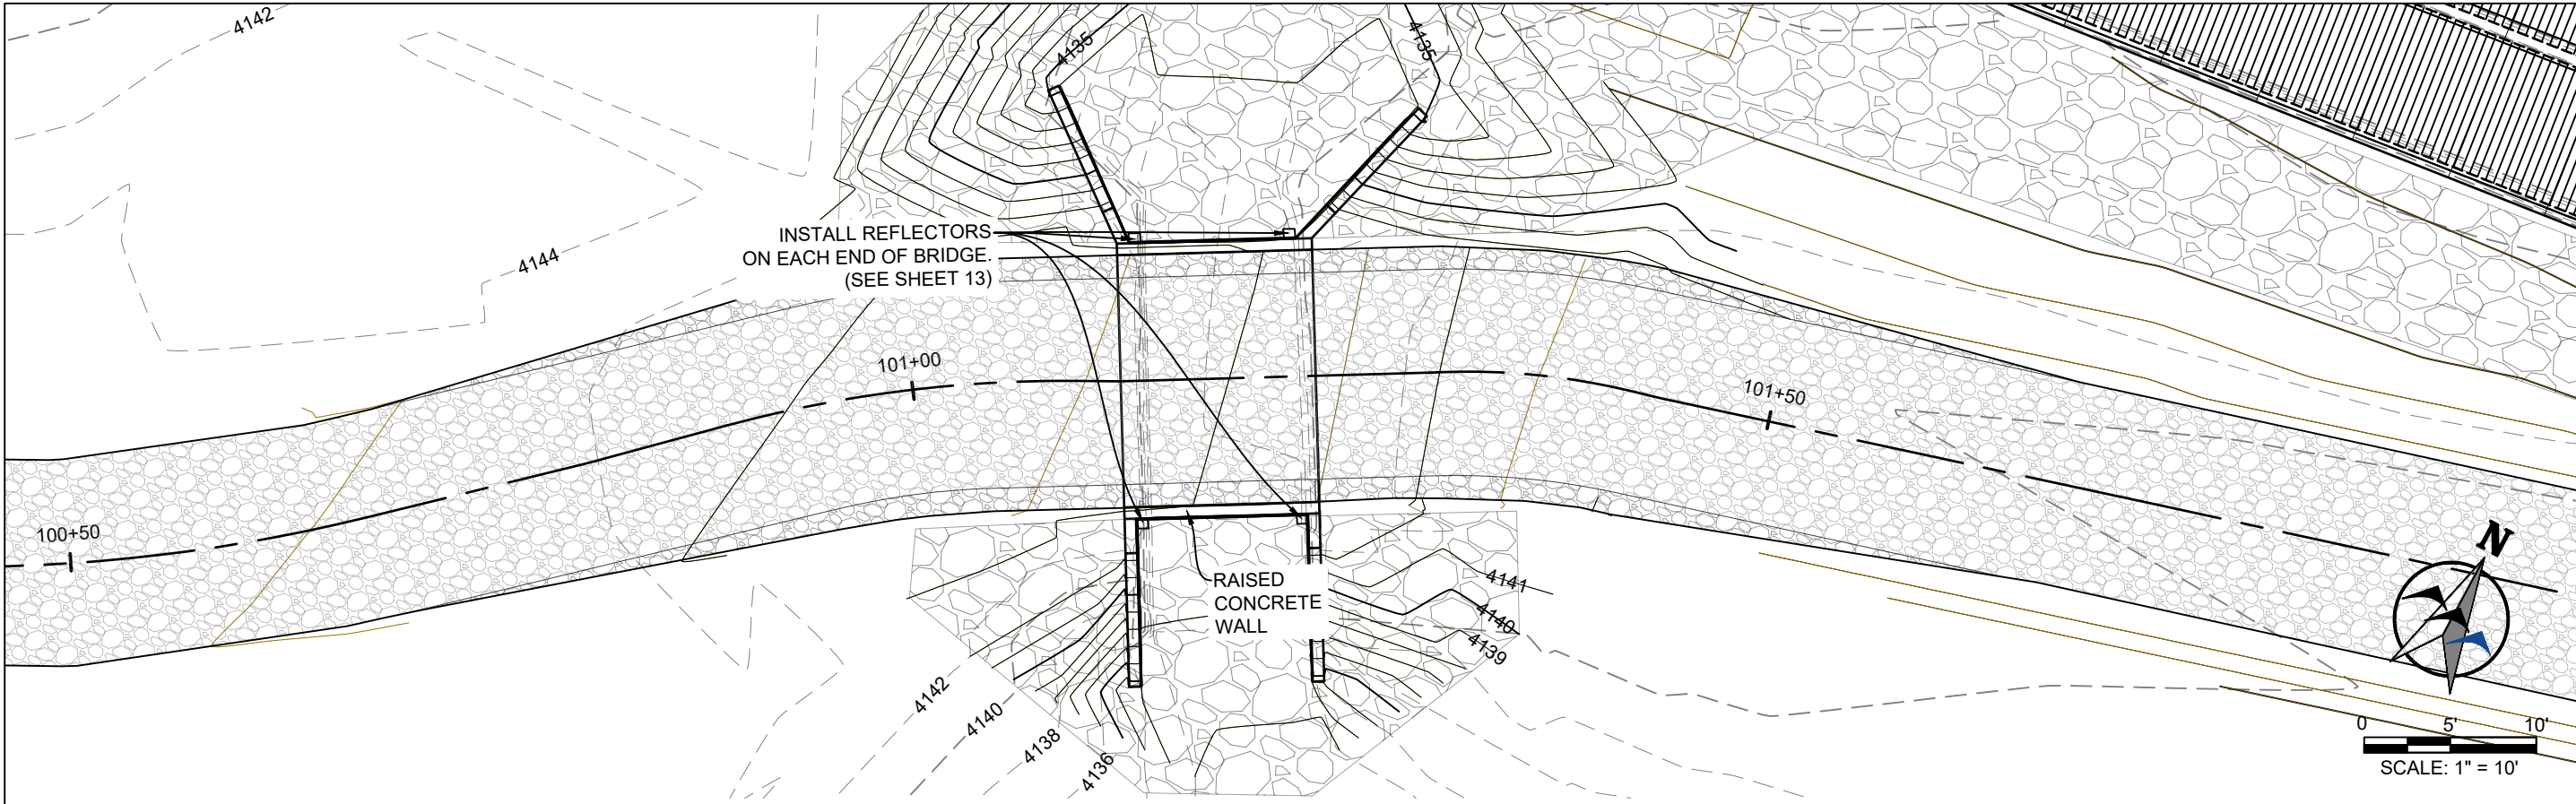 4142
4135
4135
INSTALL REFLECTORS
ON EACH END OF BRIDGE.
(SEE SHEET 13)
4144
101+00
101+50
100+50
N
RAISED
CONCRETE
WALL
4141
4140
4139
4142
4140
4138
4136
0 5' 10'
SCALE: 1" = 10'